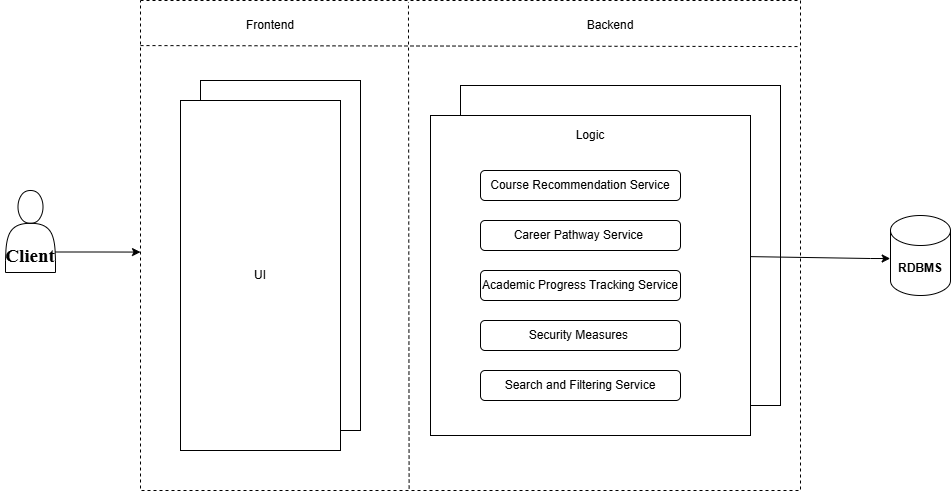 Frontend
Backend
Logic
Course Recommendation Service
Career Pathway Service
Client
UI
Academic Progress Tracking Service
RDBMS
Security Measures
Search and Filtering Service